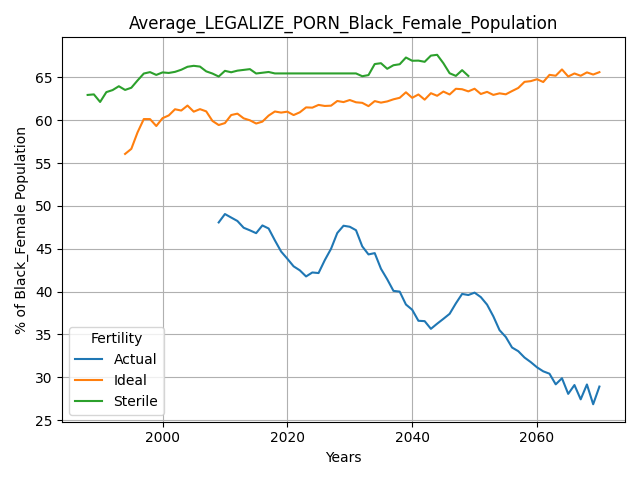 Average_LEGALIZE_PORN_Black_Female_Population
% of Black_Female Population
65
60
55
50
45
40
35
30
25
Fertility
Actual
Ideal
Sterile
2000
2020
2040
2060
Years